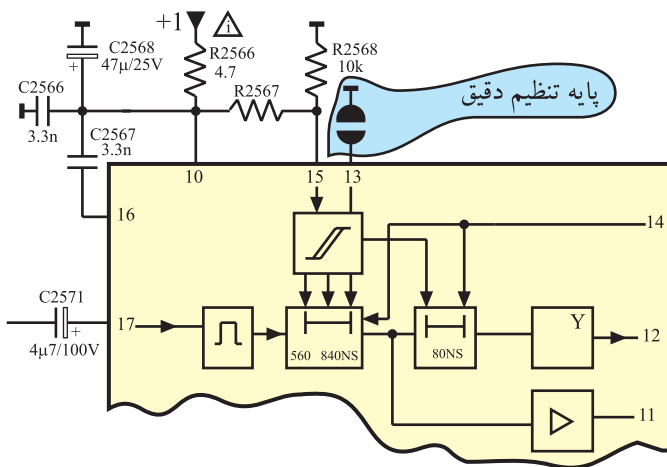 +1
i
C2568
47µ/25V
+
R2566
4.7
R2568
10k
C2566
3.3n
R2567
پایه تنظیم دقیق
C2567
3.3n
10
15
13
16
14
C2571
+
4µ7/100V
17
560 840NS
80NS
Y
12
11